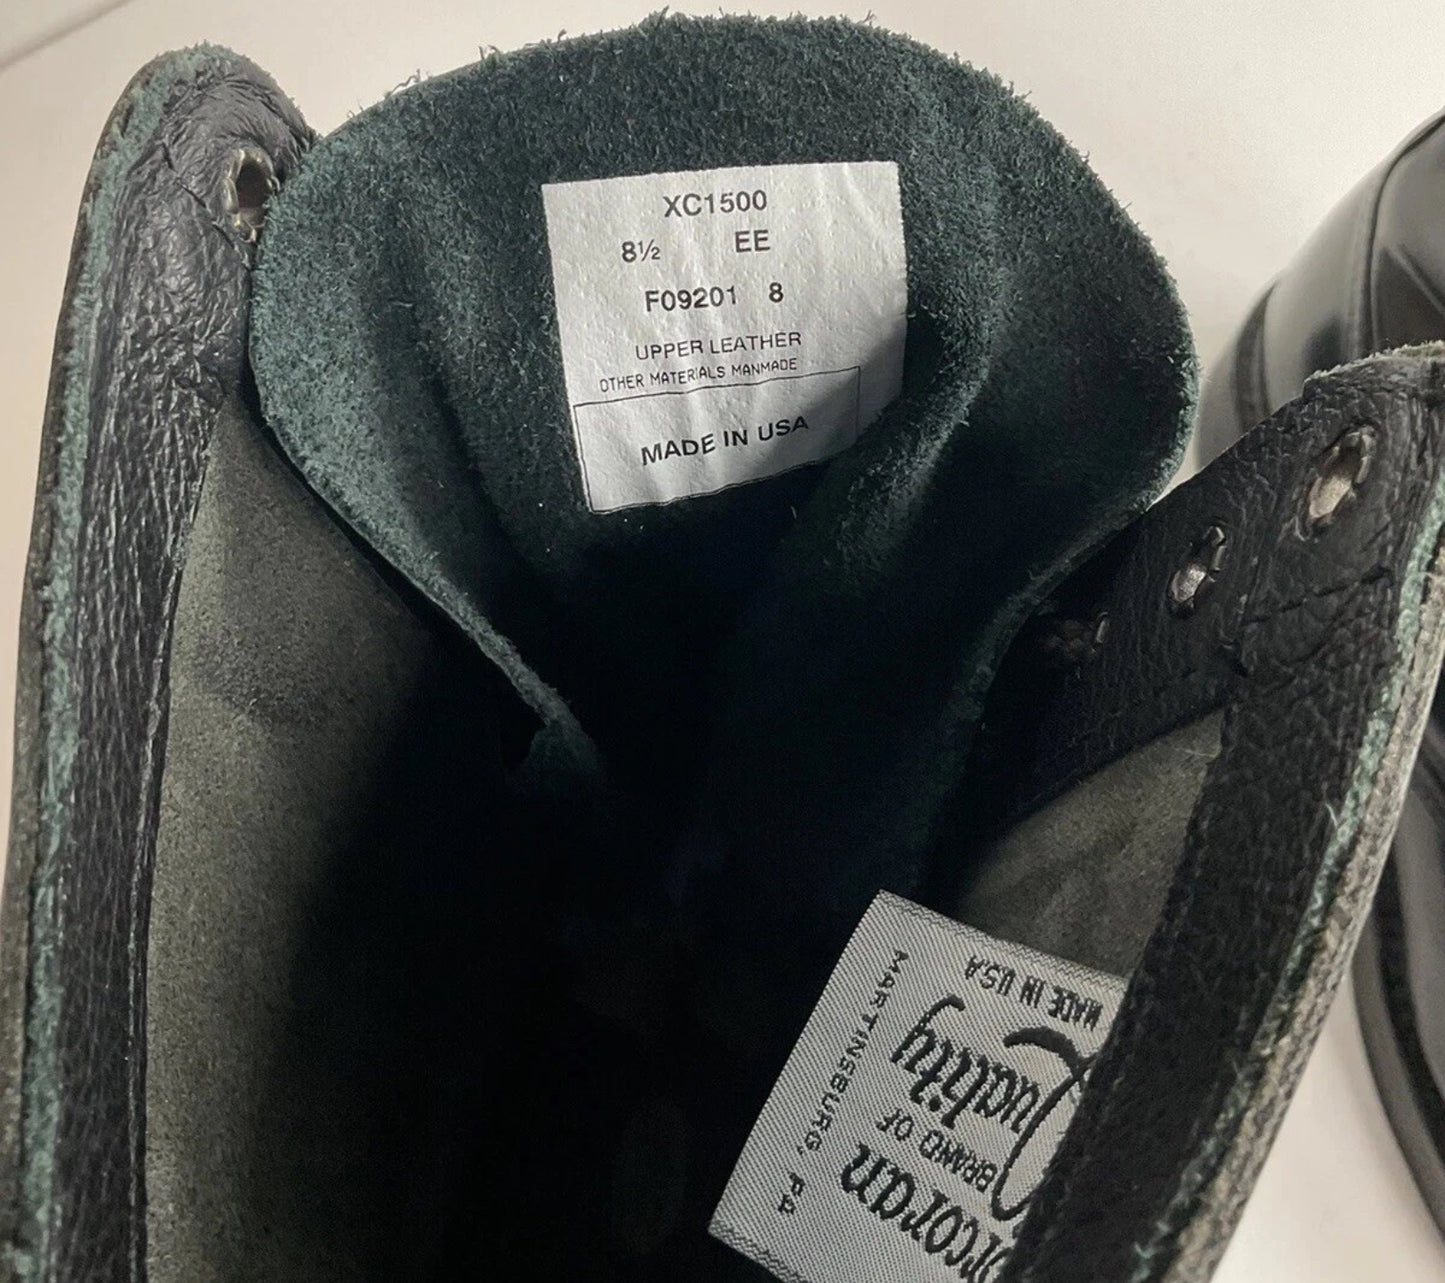 XC1500
8½ EE
F09201 8
UPPER LEATHER
OTHER MATERIALS MANMADE
MADE IN USA
orcoran
BRAND OF
Quality
MADE IN U.S.A
MARTINSBURG, PA